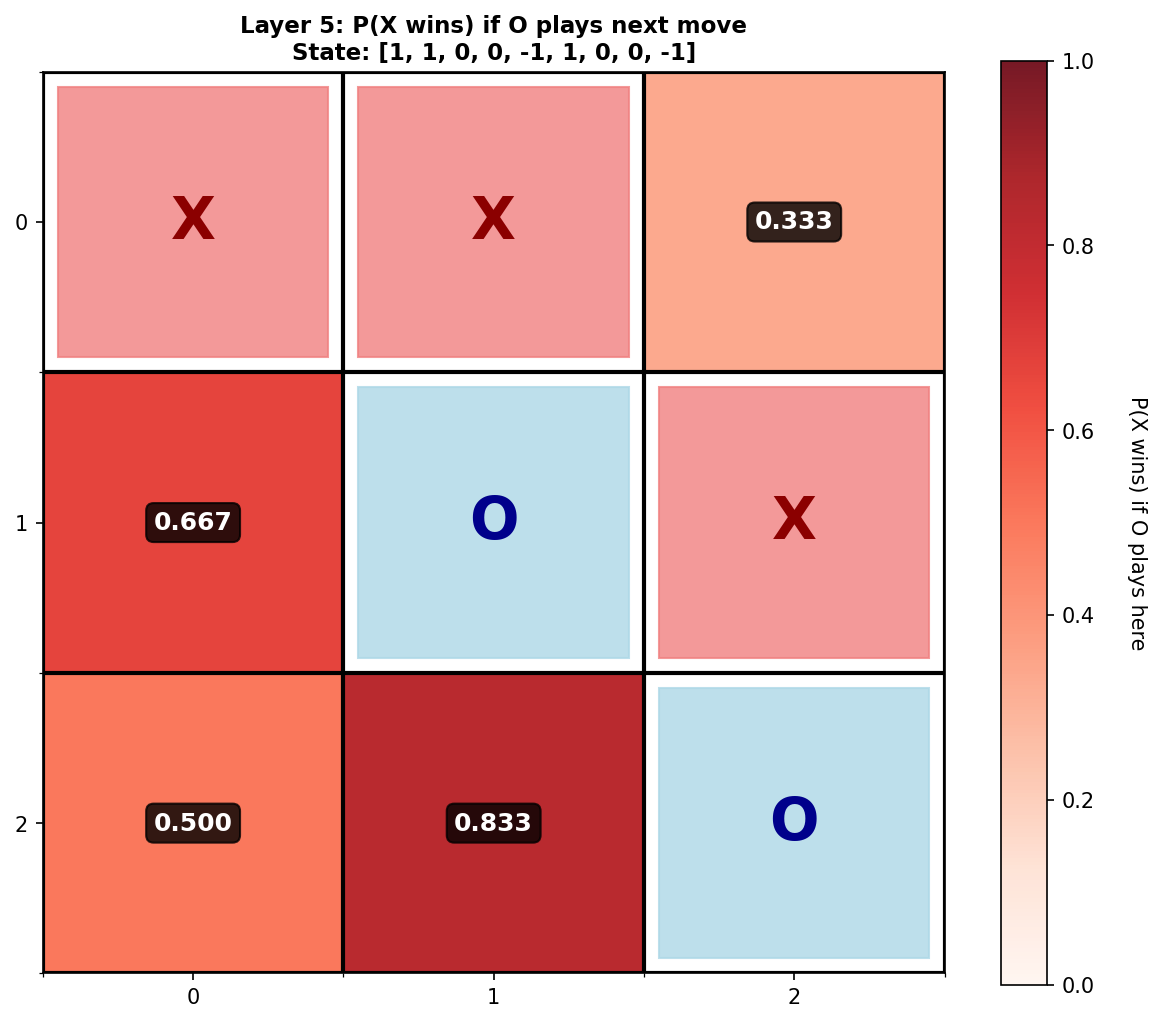 Layer 5: P(X wins) if O plays next move
State: [1, 1, 0, 0, -1, 1, 0, 0, -1]
0
X
X
0.333
1
0.667
O
X
2
0.500
0.833
O
0
1
2
1.0
0.8
0.6
0.4
0.2
0.0
P(X wins) if O plays here